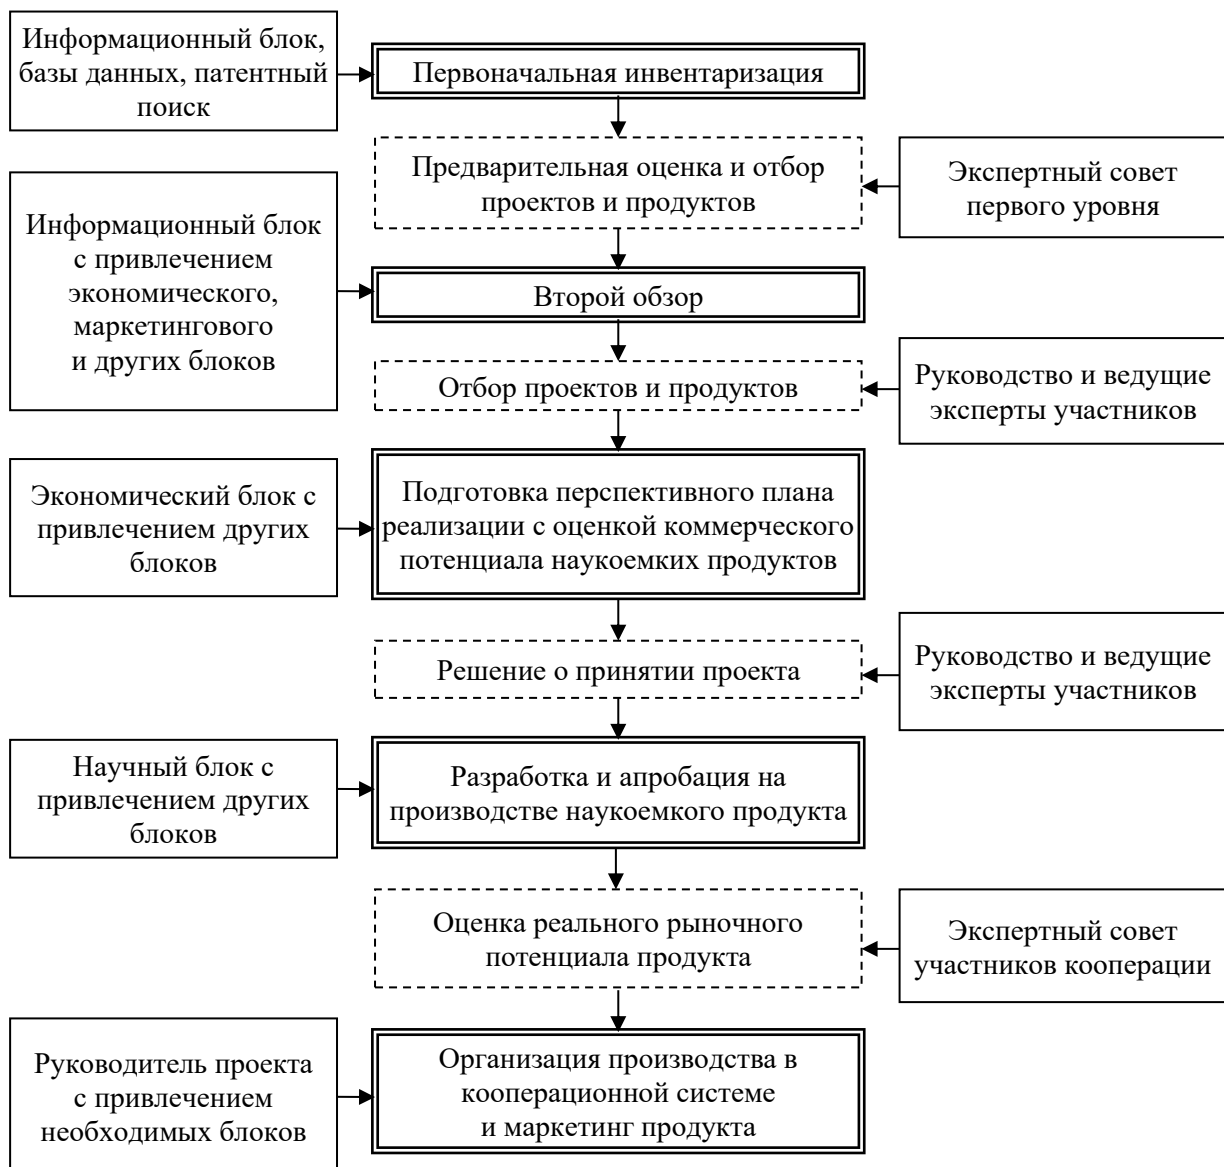 Информационный блок,
базы данных, патентный
поиск
Первоначальная инвентаризация
Предварительная оценка и отбор
проектов и продуктов
Экспертный совет
первого уровня
Информационный блок
с привлечением
экономического,
маркетингового
и других блоков
Второй обзор
Отбор проектов и продуктов
Руководство и ведущие
эксперты участников
Экономический блок с
привлечением других
блоков
Подготовка перспективного плана
реализации с оценкой коммерческого
потенциала наукоемких продуктов
Решение о принятии проекта
Руководство и ведущие
эксперты участников
Научный блок с
привлечением других
блоков
Разработка и апробация на
производстве наукоемкого продукта
Оценка реального рыночного
потенциала продукта
Экспертный совет
участников кооперации
Руководитель проекта
с привлечением
необходимых блоков
Организация производства в
кооперационной системе
и маркетинг продукта